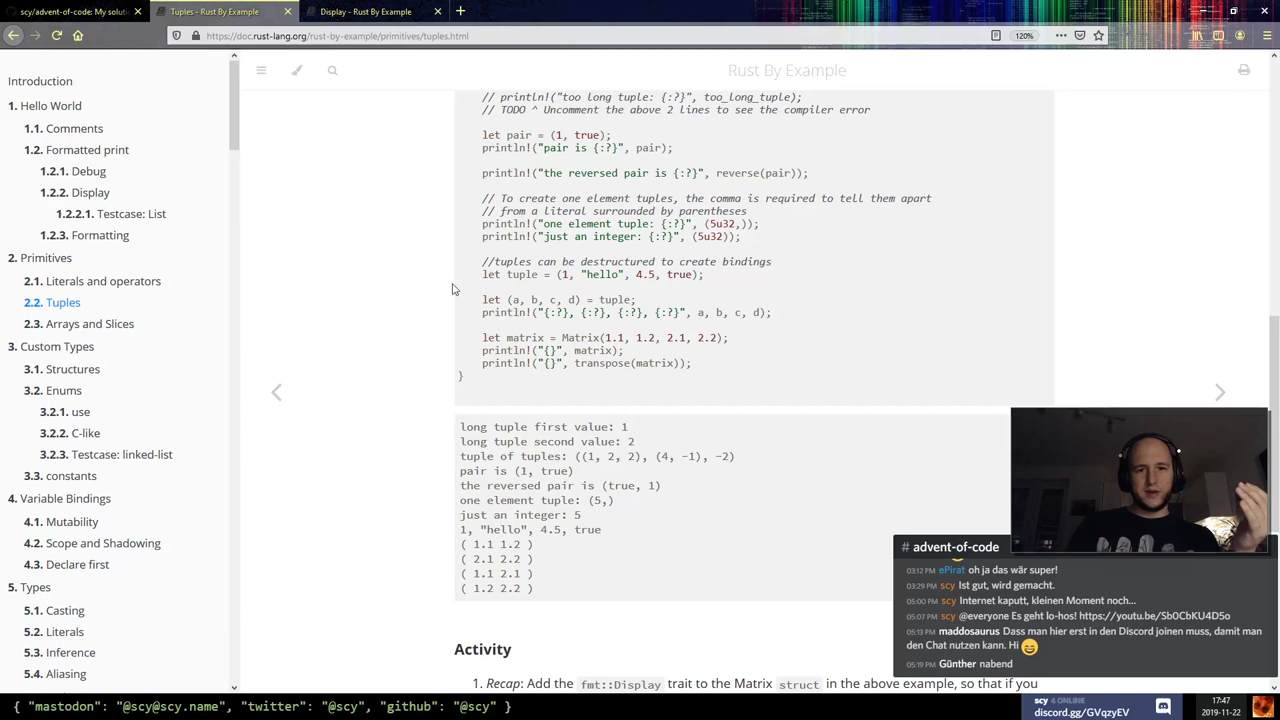 scy/advent-of-code: My soluti
Tuples - Rust By Example
Display - Rust By Example
https://doc.rust-lang.org/rust-by-example/primitives/tuples.html
120%
Introduction
1. Hello World
1.1. Comments
1.2. Formatted print
1.2.1. Debug
1.2.2. Display
1.2.2.1. Testcase: List
1.2.3. Formatting
2. Primitives
2.1. Literals and operators
2.2. Tuples
2.3. Arrays and Slices
3. Custom Types
3.1. Structures
3.2. Enums
3.2.1. use
3.2.2. C-like
3.2.3. Testcase: linked-list
3.3. constants
4. Variable Bindings
4.1. Mutability
4.2. Scope and Shadowing
4.3. Declare first
5. Types
5.1. Casting
5.2. Literals
5.3. Inference
5.4. Aliasing
Rust By Example
// println!("too long tuple: {:?}", too_long_tuple);
// TODO ^ Uncomment the above 2 lines to see the compiler error
let pair = (1, true);
println!("pair is {:?}", pair);
println!("the reversed pair is {:?}", reverse(pair));
// To create one element tuples, the comma is required to tell them apart
// from a literal surrounded by parentheses
println!("one element tuple: {:?}", (5u32,));
println!("just an integer: {:?}", (5u32));
//tuples can be destructured to create bindings
let tuple = (1, "hello", 4.5, true);
let (a, b, c, d) = tuple;
println!("{:?}, {:?}, {:?}, {:?}", a, b, c, d);
let matrix = Matrix(1.1, 1.2, 2.1, 2.2);
println!("{}", matrix);
println!("{}", transpose(matrix));
}
long tuple first value: 1
long tuple second value: 2
tuple of tuples: ((1, 2, 2), (4, -1), -2)
pair is (1, true)
the reversed pair is (true, 1)
one element tuple: (5,)
just an integer: 5
1, "hello", 4.5, true
( 1.1 1.2 )
( 2.1 2.2 )
( 1.1 2.1 )
( 1.2 2.2 )
Activity
1. Recap: Add the fmt::Display trait to the Matrix struct in the above example, so that if you
# advent-of-code
03:12 PM ePirat oh ja das wär super!
03:29 PM scy Ist gut, wird gemacht.
05:00 PM scy Internet kaputt, kleinen Moment noch...
05:07 PM scy @everyone Es geht lo-hos! https://youtu.be/Sb0CbKU4D5o
05:13 PM maddosaurus Dass man hier erst in den Discord joinen muss, damit man
den Chat nutzen kann. Hi
05:19 PM Günther nabend
{ "mastodon": "@scy@scy.name", "twitter": "@scy", "github": "@scy" }
scy 4 ONLINE
discord.gg/GVqzyEV
17:47
2019-11-22